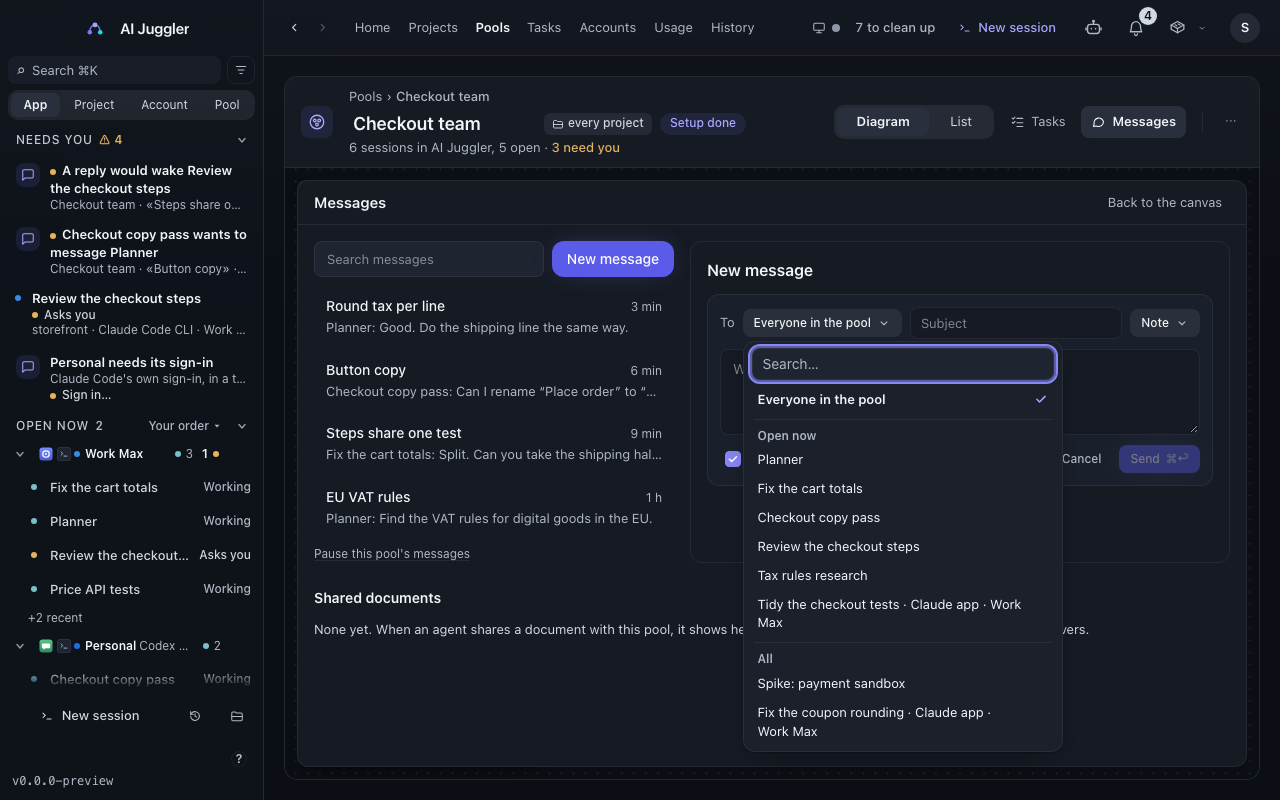 AI Juggler
Search ⌘K
App Project Account Pool
NEEDS YOU 4
A reply would wake Review
the checkout steps
Checkout team · «Steps share o…
Checkout copy pass wants to
message Planner
Checkout team · «Button copy» ·…
Review the checkout steps
Asks you
storefront · Claude Code CLI · Work …
Personal needs its sign-in
Claude Code's own sign-in, in a t…
Sign in…
OPEN NOW 2 Your order
Work Max 3 1
Fix the cart totals Working
Planner Working
Review the checkout… Asks you
Price API tests Working
+2 recent
Personal Codex … 2
Checkout copy pass Working
New session
?
v0.0.0-preview
Home Projects Pools Tasks Accounts Usage History
7 to clean up
New session
4
S
Pools › Checkout team
Checkout team
every project
Setup done
6 sessions in AI Juggler, 5 open · 3 need you
Diagram List Tasks Messages
Messages
Back to the canvas
Search messages
New message
Round tax per line 3 min
Planner: Good. Do the shipping line the same way.
Button copy 6 min
Checkout copy pass: Can I rename “Place order” to “…
Steps share one test 9 min
Fix the cart totals: Split. Can you take the shipping hal…
EU VAT rules 1 h
Planner: Find the VAT rules for digital goods in the EU.
Pause this pool's messages
Shared documents
None yet. When an agent shares a document with this pool, it shows
New message
To Everyone in the pool Subject Note
Search…
Everyone in the pool
Open now
Planner
Fix the cart totals
Checkout copy pass
Review the checkout steps
Tax rules research
Tidy the checkout tests · Claude app · Work
Max
All
Spike: payment sandbox
Fix the coupon rounding · Claude app ·
Work Max
Cancel
Send ⌘⏎